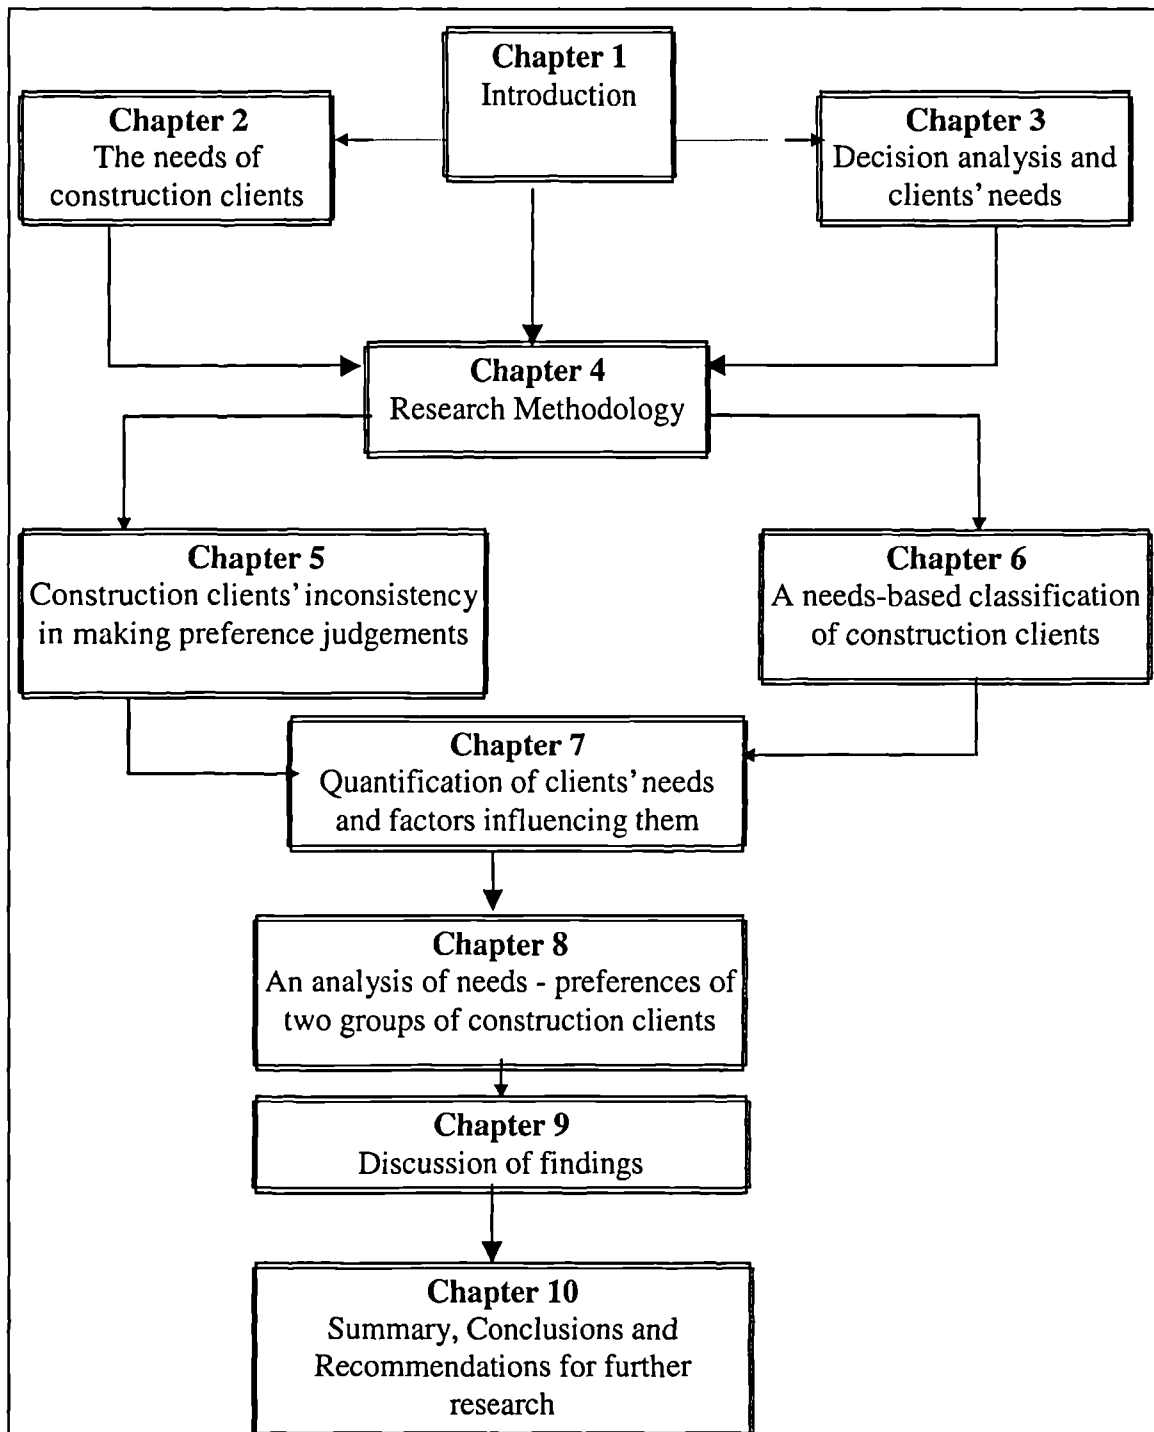 Chapter 1
Introduction
Chapter 2
The needs of
construction clients
Chapter 3
Decision analysis and
clients' needs
Chapter 4
Research Methodology
Chapter 5
Construction clients' inconsistency
in making preference judgements
Chapter 6
A needs-based classification
of construction clients
Chapter 7
Quantification of clients' needs
and factors influencing them
Chapter 8
An analysis of needs - preferences of
two groups of construction clients
Chapter 9
Discussion of findings
Chapter 10
Summary, Conclusions and
Recommendations for further
research